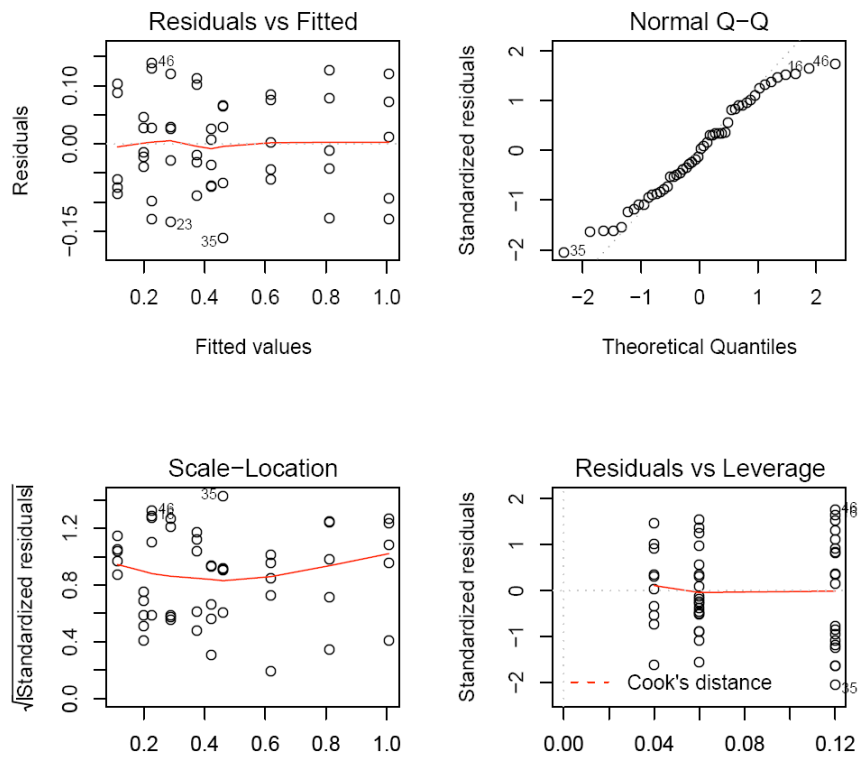 Residuals vs Fitted
Residuals
0.10
0.00
−0.15
46
23
35
0.2 0.4 0.6 0.8 1.0
Fitted values
Normal Q−Q
Standardized residuals
2
1
0
−1
−2
16 46
35
−2 −1 0 1 2
Theoretical Quantiles
Scale−Location
√|Standardized residuals|
1.2
0.8
0.4
0.0
46
35
0.2 0.4 0.6 0.8 1.0
Residuals vs Leverage
Standardized residuals
2
1
0
−1
−2
46
35
Cook's distance
0.00 0.04 0.08 0.12